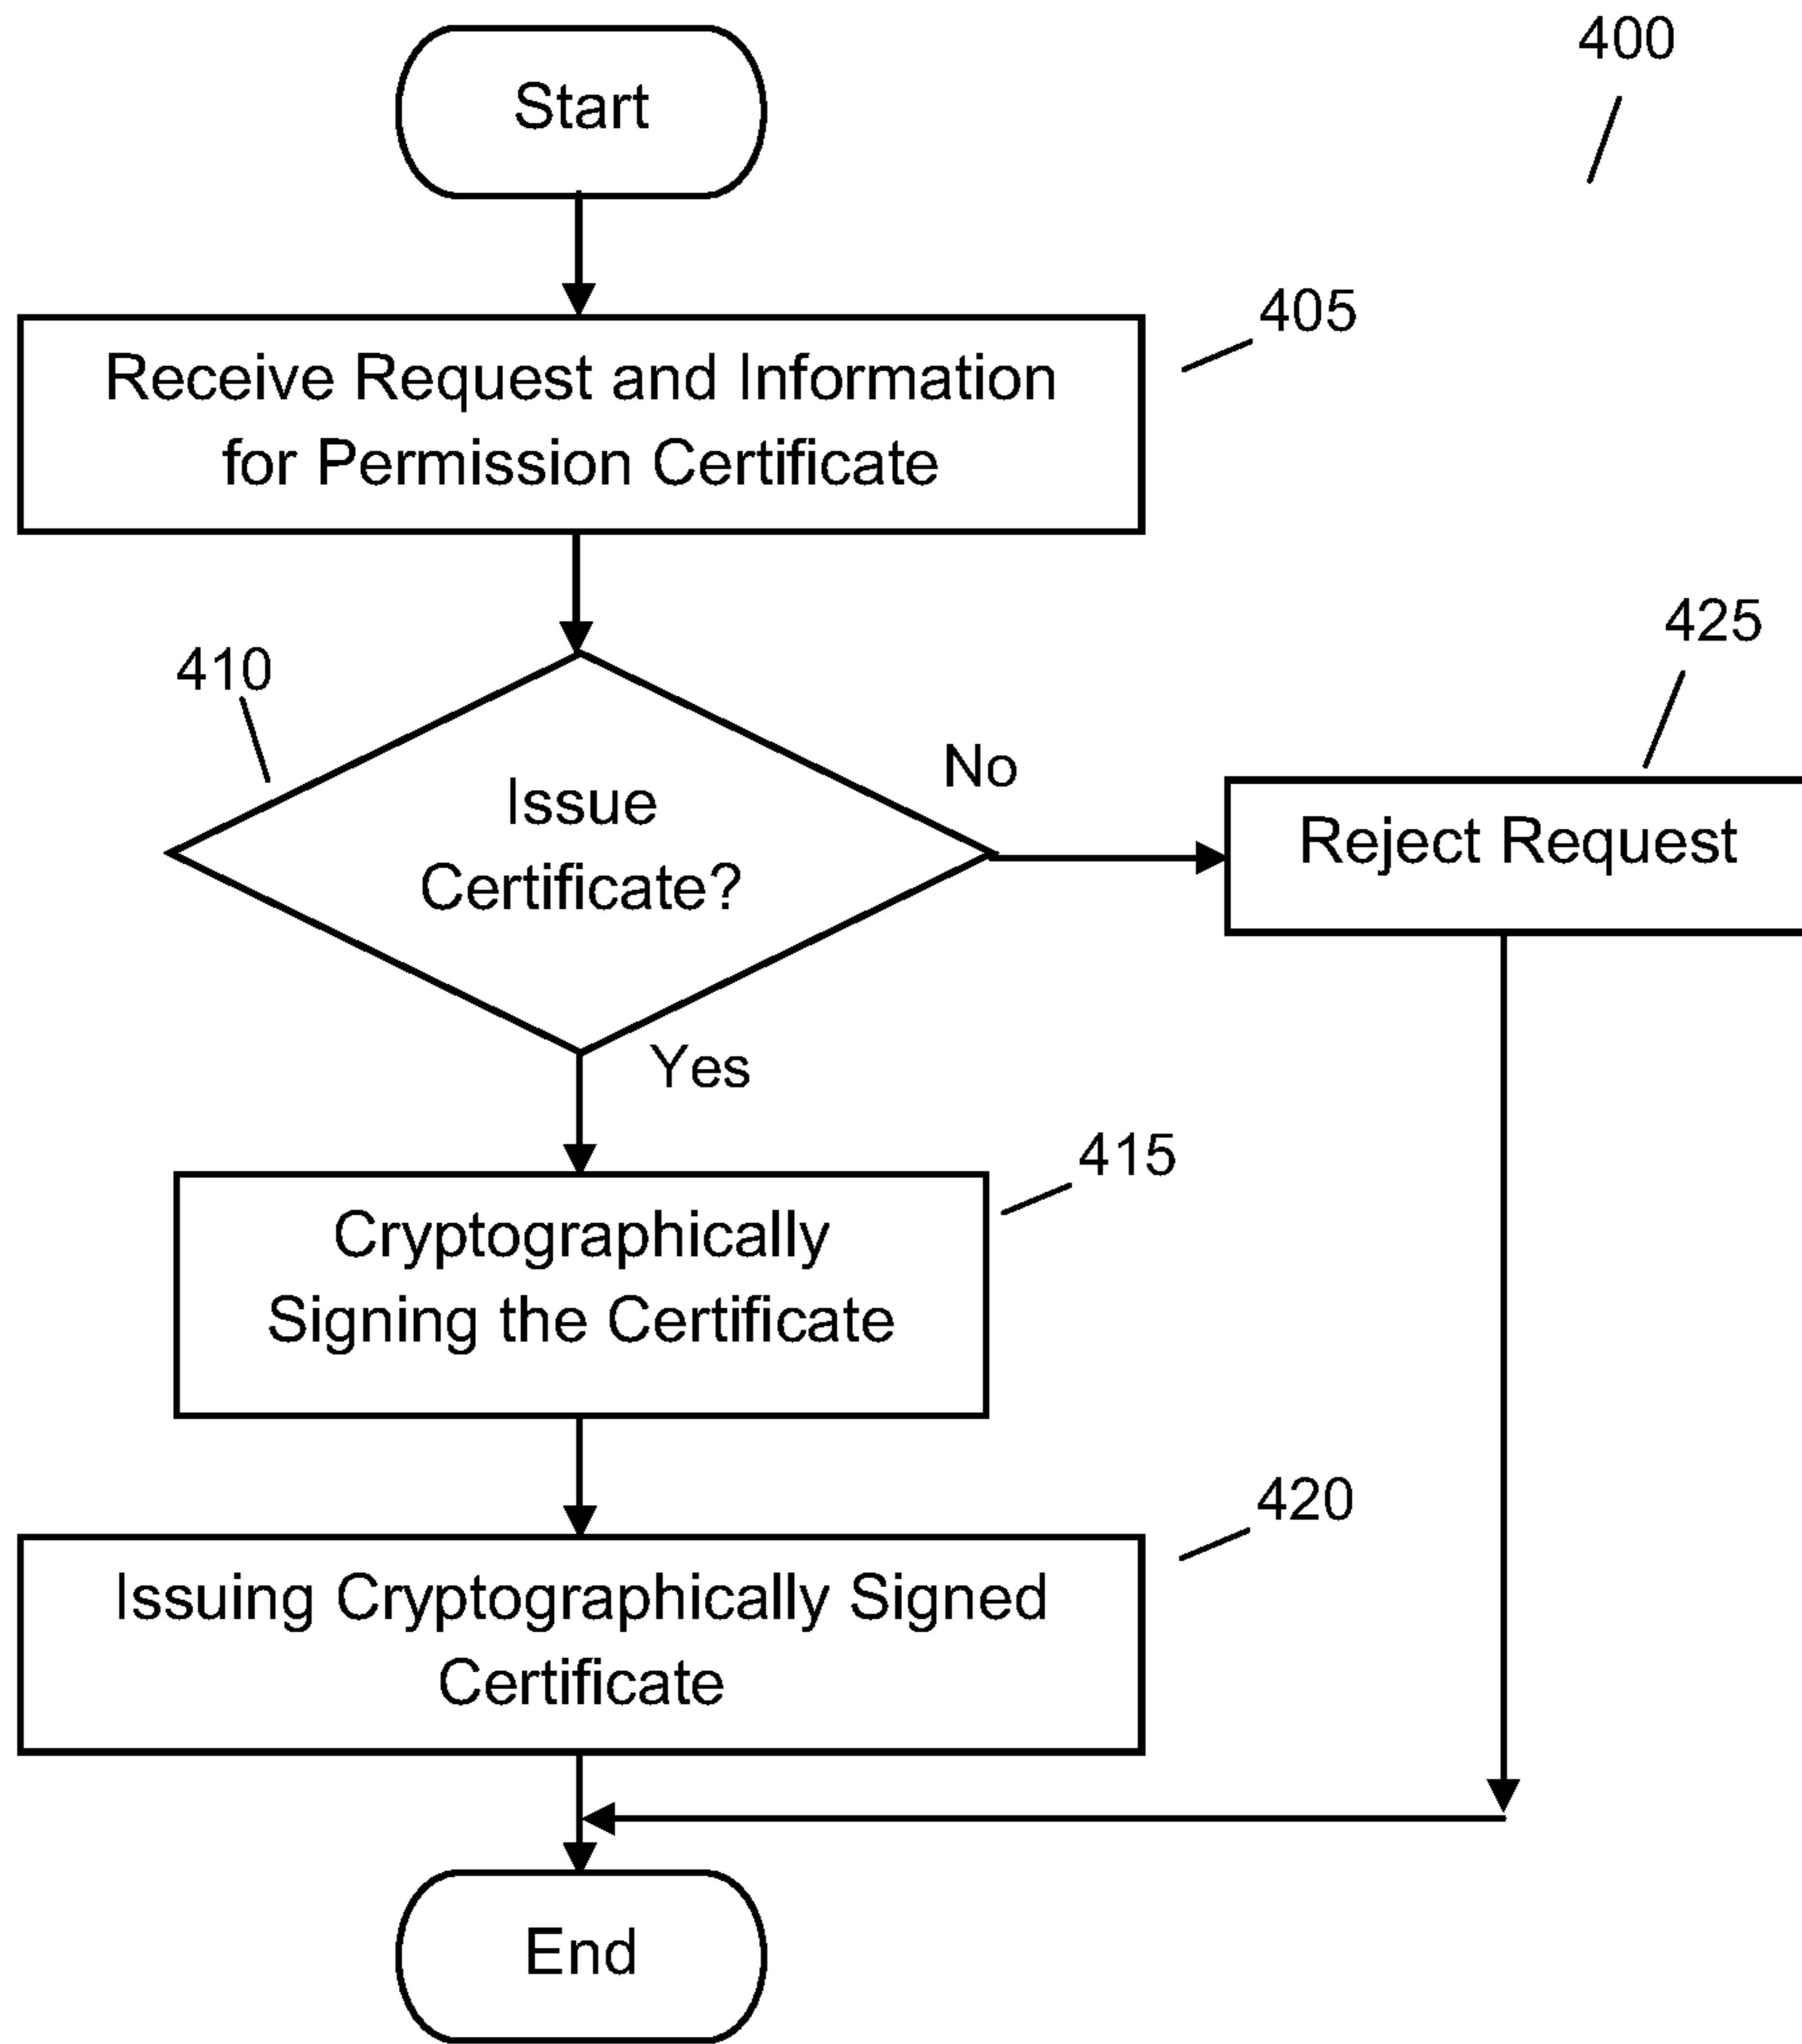 Start
400
405
Receive Request and Information
for Permission Certificate
425
410
No
Issue
Certificate?
Reject Request
Yes
415
Cryptographically
Signing the Certificate
420
Issuing Cryptographically Signed
Certificate
End